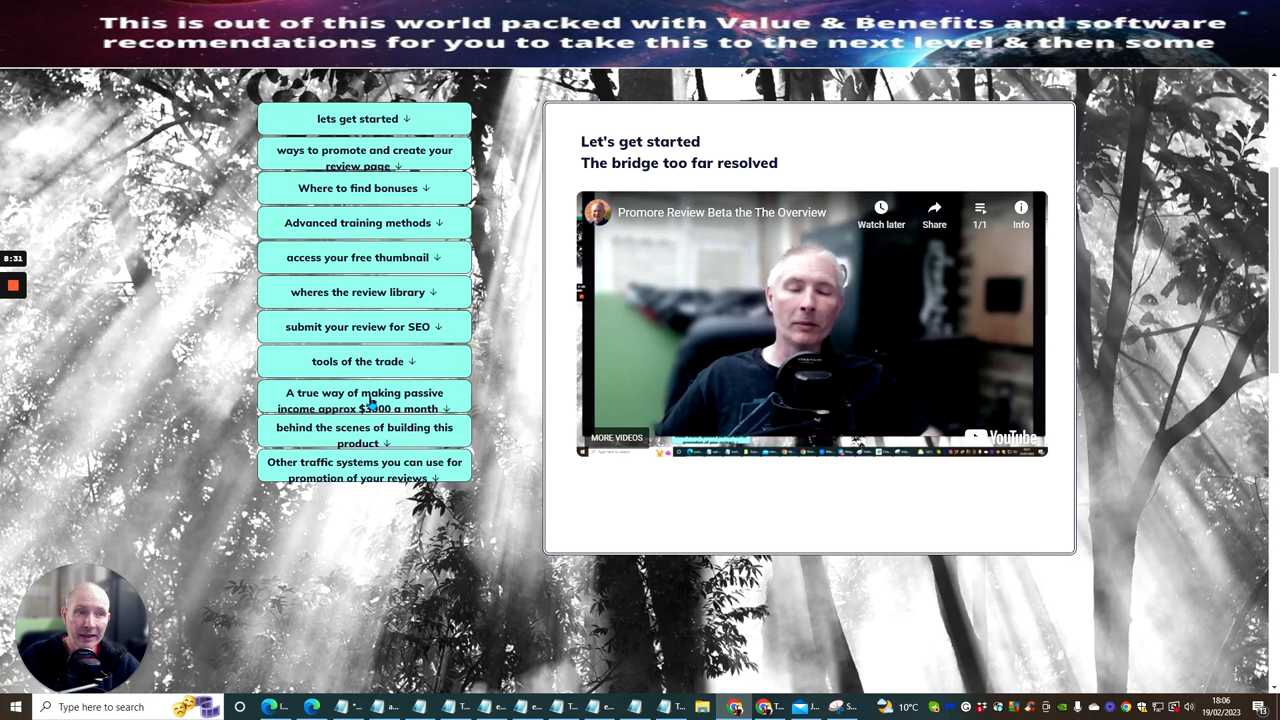 This is out of this world packed with Value & Benefits and software
recomendations for you to take this to the next level & then some
lets get started ↓
ways to promote and create your
review page ↓
Where to find bonuses ↓
Advanced training methods ↓
access your free thumbnail ↓
wheres the review library ↓
submit your review for SEO ↓
tools of the trade ↓
A true way of making passive
income approx $3000 a month ↓
behind the scenes of building this
product ↓
Other traffic systems you can use for
promotion of your reviews ↓
8:31
Let's get started
The bridge too far resolved
Promore Review Beta the The Overview
Watch later
Share
1/1
Info
MORE VIDEOS
YouTube
Type here to search
10°C
18:06
19/02/2023
13